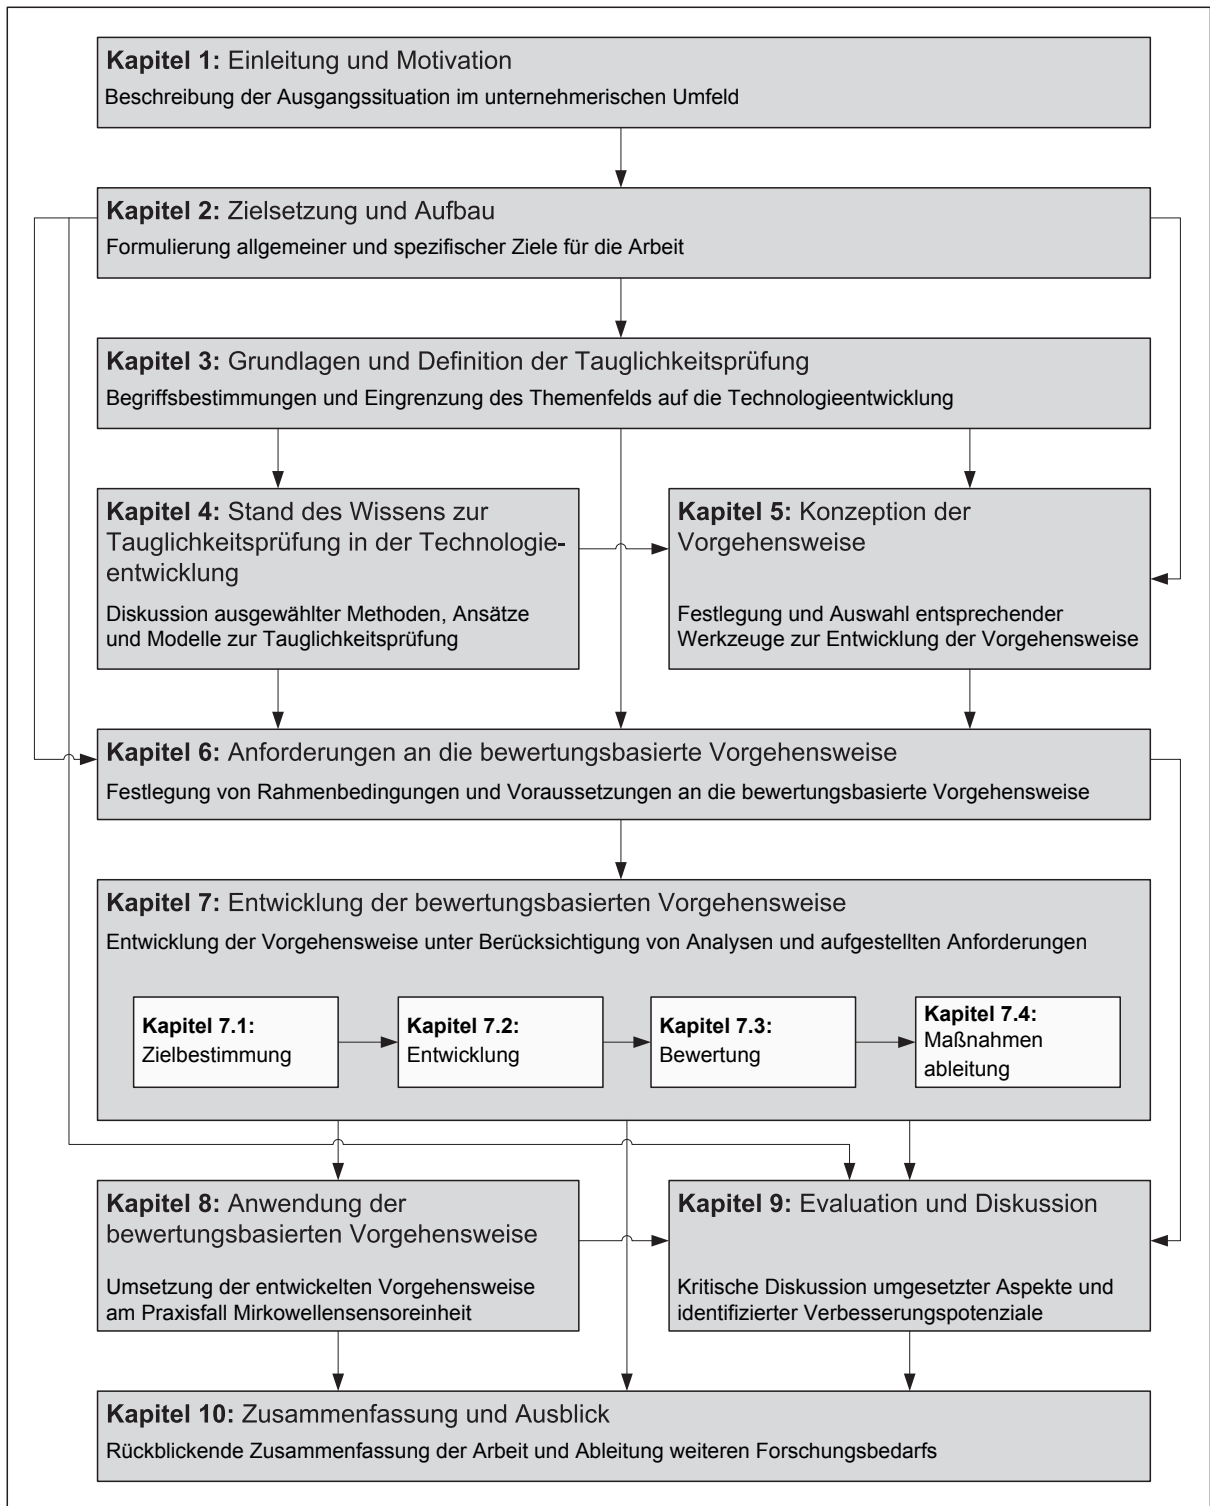 Kapitel 1: Einleitung und Motivation
Beschreibung der Ausgangssituation im unternehmerischen Umfeld
Kapitel 2: Zielsetzung und Aufbau
Formulierung allgemeiner und spezifischer Ziele für die Arbeit
Kapitel 3: Grundlagen und Definition der Tauglichkeitsprüfung
Begriffsbestimmungen und Eingrenzung des Themenfelds auf die Technologieentwicklung
Kapitel 4: Stand des Wissens zur
Tauglichkeitsprüfung in der Technologie-
entwicklung
Diskussion ausgewählter Methoden, Ansätze
und Modelle zur Tauglichkeitsprüfung
Kapitel 5: Konzeption der
Vorgehensweise
Festlegung und Auswahl entsprechender
Werkzeuge zur Entwicklung der Vorgehensweise
Kapitel 6: Anforderungen an die bewertungsbasierte Vorgehensweise
Festlegung von Rahmenbedingungen und Voraussetzungen an die bewertungsbasierte Vorgehensweise
Kapitel 7: Entwicklung der bewertungsbasierten Vorgehensweise
Entwicklung der Vorgehensweise unter Berücksichtigung von Analysen und aufgestellten Anforderungen
Kapitel 7.1:
Zielbestimmung
Kapitel 7.2:
Entwicklung
Kapitel 7.3:
Bewertung
Kapitel 7.4:
Maßnahmen
ableitung
Kapitel 8: Anwendung der
bewertungsbasierten Vorgehensweise
Umsetzung der entwickelten Vorgehensweise
am Praxisfall Mirkowellensensoreinheit
Kapitel 9: Evaluation und Diskussion
Kritische Diskussion umgesetzter Aspekte und
identifizierter Verbesserungspotenziale
Kapitel 10: Zusammenfassung und Ausblick
Rückblickende Zusammenfassung der Arbeit und Ableitung weiteren Forschungsbedarfs